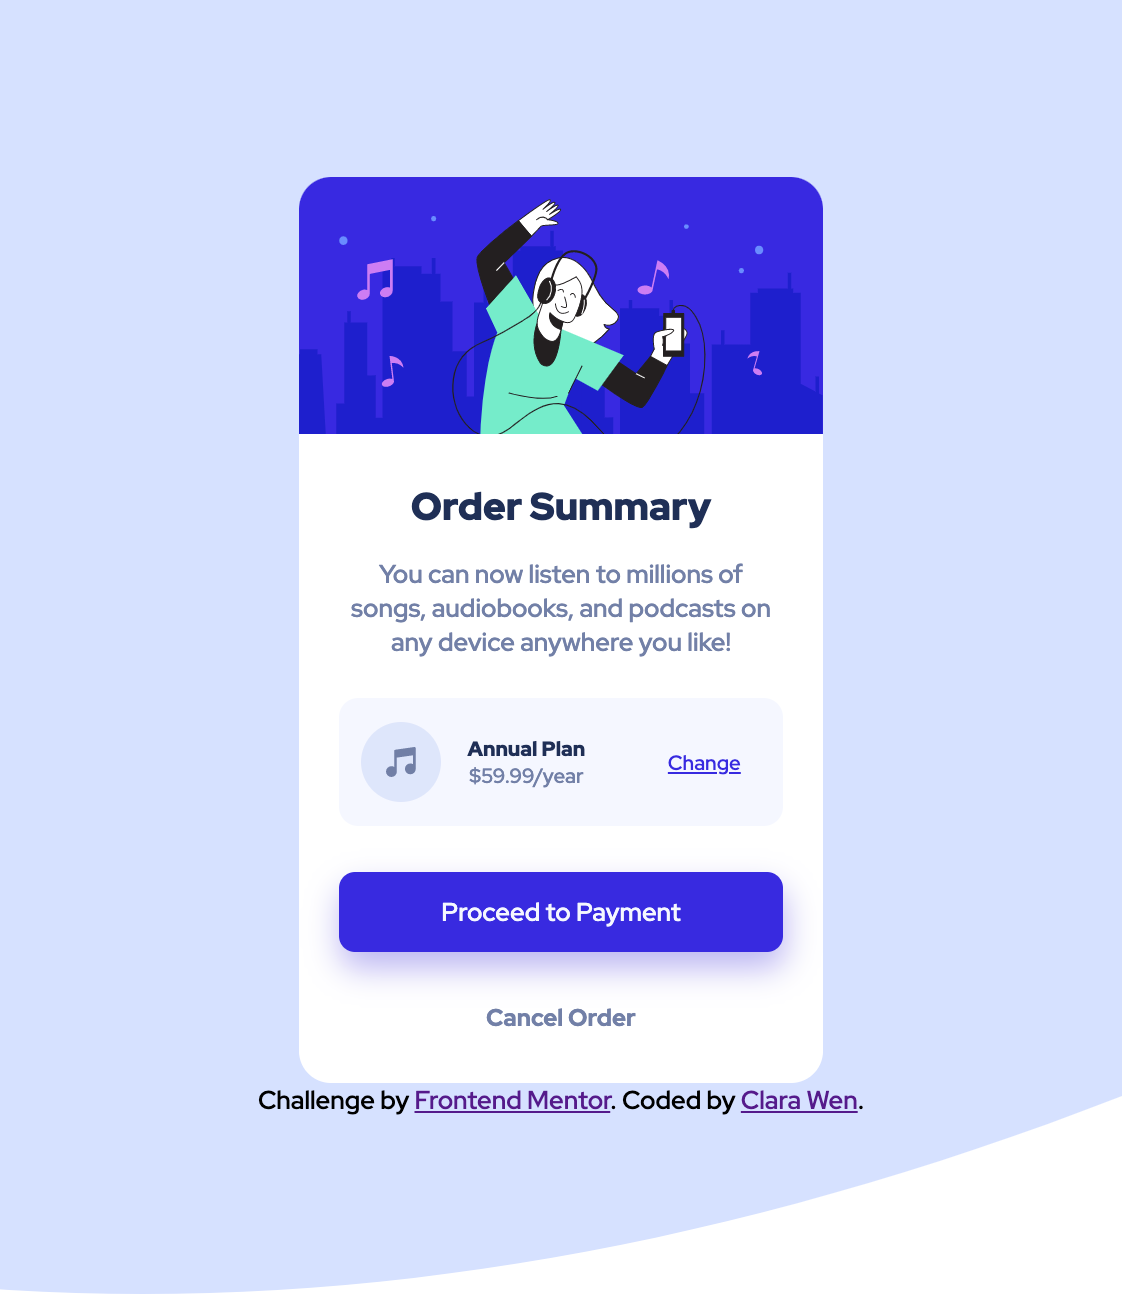 Order Summary
You can now listen to millions of
songs, audiobooks, and podcasts on
any device anywhere you like!
Annual Plan
$59.99/year
Change
Proceed to Payment
Cancel Order
Challenge by Frontend Mentor. Coded by Clara Wen.